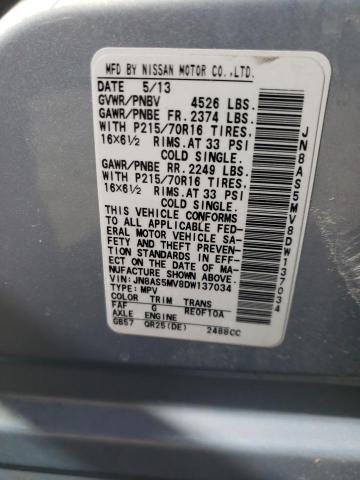 MFD BY NISSAN MOTOR CO.,LTD.
DATE 5/13
GVWR/PNBV 4526 LBS.
GAWR/PNBE FR. 2374 LBS.
WITH P215/70R16 TIRES,
16X6½ RIMS.AT 33 PSI
COLD SINGLE.
GAWR/PNBE RR. 2249 LBS.
WITH P215/70R16 TIRES,
16X6½ RIMS.AT 33 PSI
COLD SINGLE.
THIS VEHICLE CONFORMS
TO ALL APPLICABLE FED-
ERAL MOTOR VEHICLE SA-
FETY AND THEFT PREVEN-
TION STANDARDS IN EFF-
ECT ON THE DATE OF MA-
NUFACTURE SHOWN ABOVE.
VIN: JN8AS5MV8DW137034
TYPE: MPV
COLOR TRIM TRANS
FAF G RE0F10A
AXLE ENGINE
GB57 QR25(DE) 2488CC
JN8AS5MV8DW137034